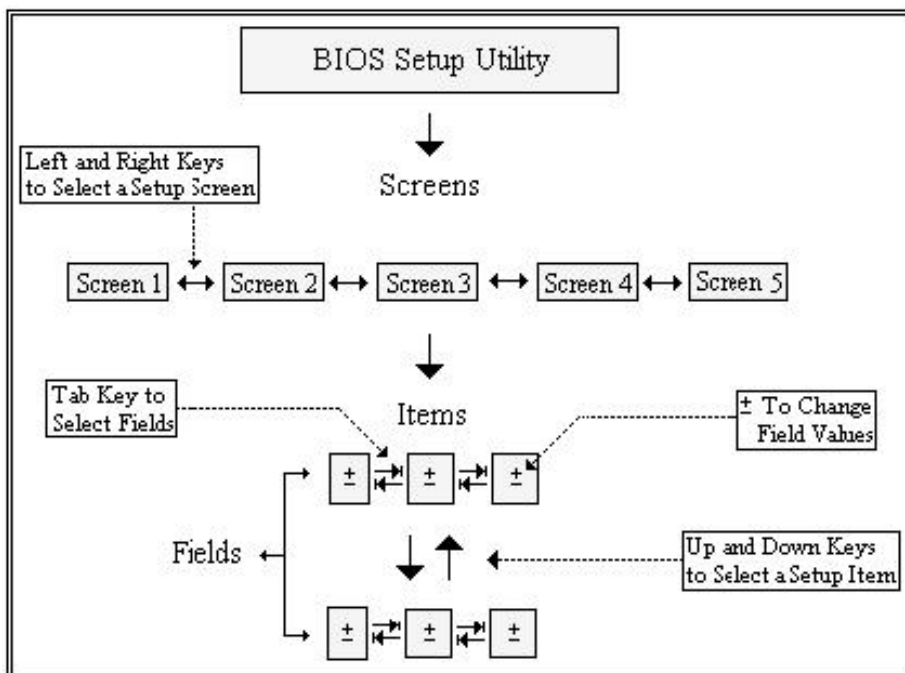 BIOS Setup Utility
Left and Right Keys
to Select a Setup Screen
Screens
Screen 1
Screen 2
Screen 3
Screen 4
Screen 5
Tab Key to
Select Fields
Items
± To Change
Field Values
±
±
±
Fields
Up and Down Keys
to Select a Setup Item
±
±
±